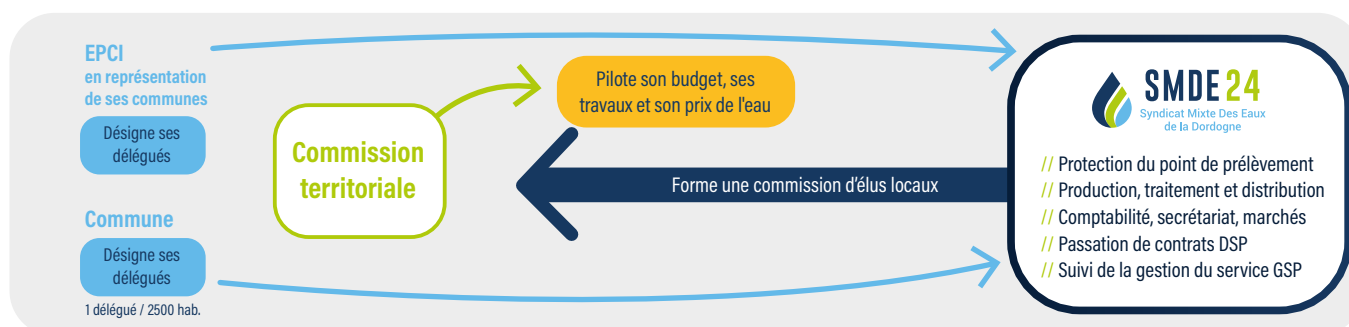 EPCI
en représentation
de ses communes
Désigne ses
délégués
Commune
Désigne ses
délégués
1 délégué / 2500 hab.
Commission
territoriale
Pilote son budget, ses
travaux et son prix de l'eau
Forme une commission d'élus locaux
SMDE 24
Syndicat Mixte Des Eaux
de la Dordogne
// Protection du point de prélèvement
// Production, traitement et distribution
// Comptabilité, secrétariat, marchés
// Passation de contrats DSP
// Suivi de la gestion du service GSP